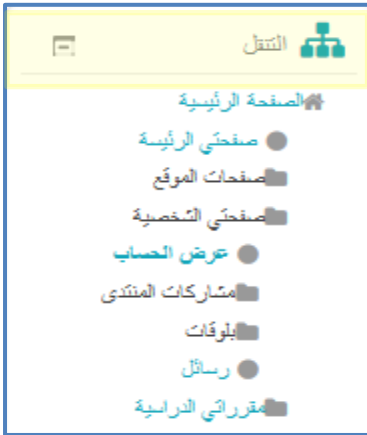 التنقل
الصفحة الرئيسية
صفحتي الرئيسة
صفحات الموقع
صفحتي الشخصية
عرض الحساب
مشاركات المنتدى
بلوقات
رسائل
مقرراتي الدراسية